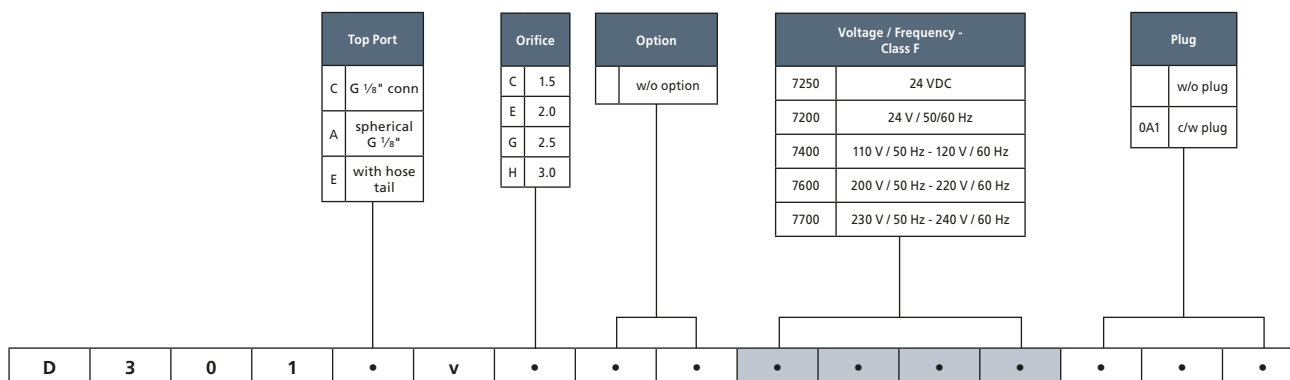 Top Port
C G ⅛" conn
A spherical
G ⅛"
E with hose
tail
Orifice
C 1.5
E 2.0
G 2.5
H 3.0
Option
w/o option
Voltage / Frequency -
Class F
7250 24 VDC
7200 24 V / 50/60 Hz
7400 110 V / 50 Hz - 120 V / 60 Hz
7600 200 V / 50 Hz - 220 V / 60 Hz
7700 230 V / 50 Hz - 240 V / 60 Hz
Plug
w/o plug
0A1 c/w plug
D 3 0 1 • v • • • • • • • • • •